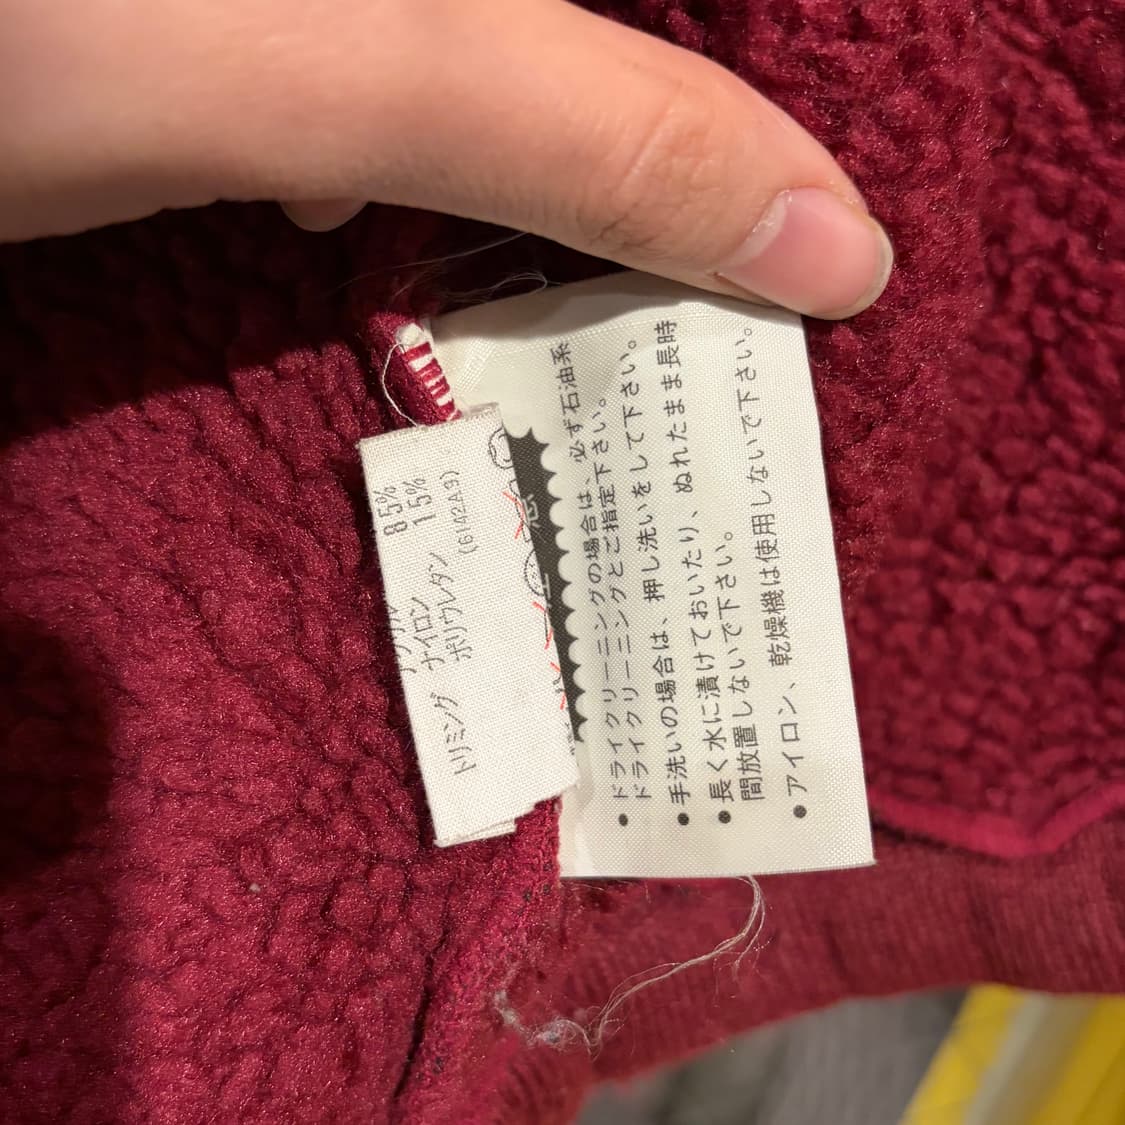 85%
ナイロン 15%
トリミング ポリウレタン
(6142A9)
● ドライクリーニングの場合は、必ず石油系
ドライクリーニングとご指定下さい。
● 手洗いの場合は、押し洗いをして下さい。
● 長く水に漬けておいたり、ぬれたまま長時
間放置しないで下さい。
● アイロン、乾燥機は使用しないで下さい。